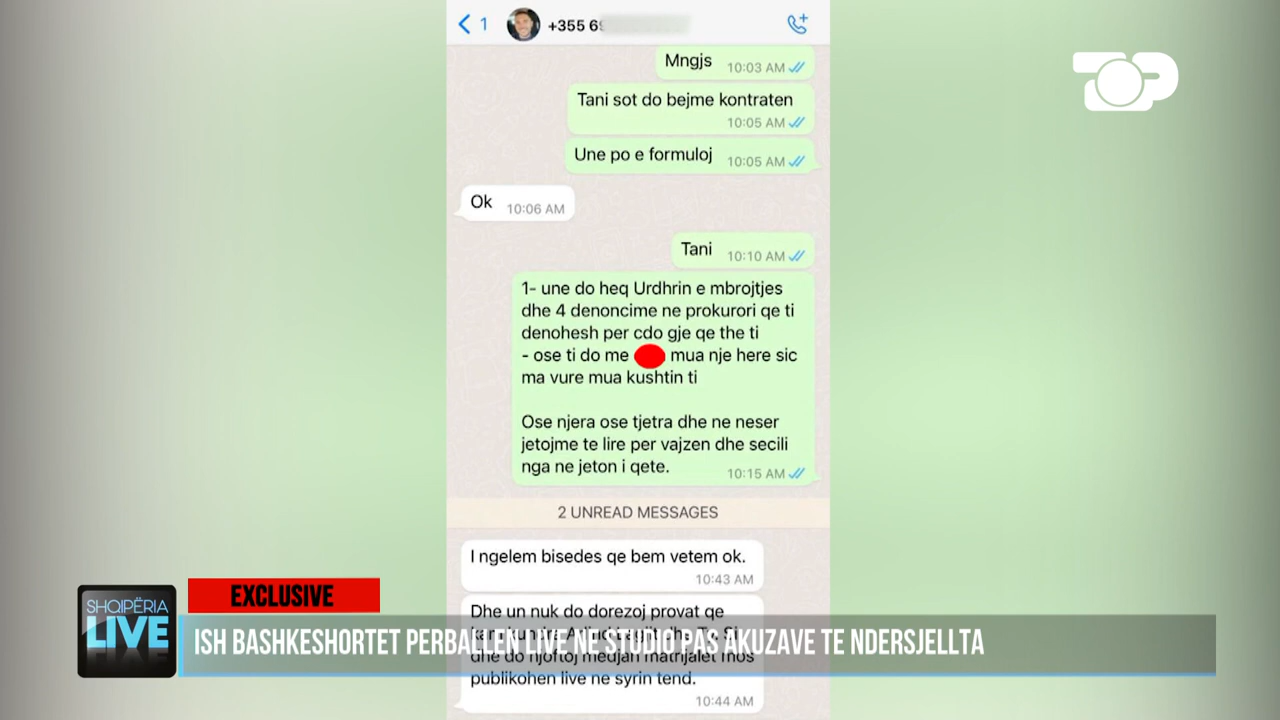 1
+355 69
Mngjs
10:03 AM
TOP
Tani sot do bejme kontraten
10:05 AM
Une po e formuloj
10:05 AM
Ok
10:06 AM
Tani
10:10 AM
1- une do heq Urdhrin e mbrojtjes
dhe 4 denoncime ne prokurori qe ti
denohesh per cdo gje qe the ti
- ose ti do me mua nje here sic
ma vure mua kushtin ti
Ose njera ose tjetra dhe ne neser
jetojme te lire per vajzen dhe secili
nga ne jeton i qete.
10:15 AM
2 UNREAD MESSAGES
I ngelem bisedes qe bem vetem ok.
10:43 AM
Dhe un nuk do dorezoj provat qe
dhe do njoftoj medjan matrijalet mos
publikohen live ne syrin tend.
10:44 AM
EXCLUSIVE
SHQIPËRIA
LIVE
ISH BASHKESHORTET PERBALLEN LIVE NE STUDIO PAS AKUZAVE TE NDERSJELLTA